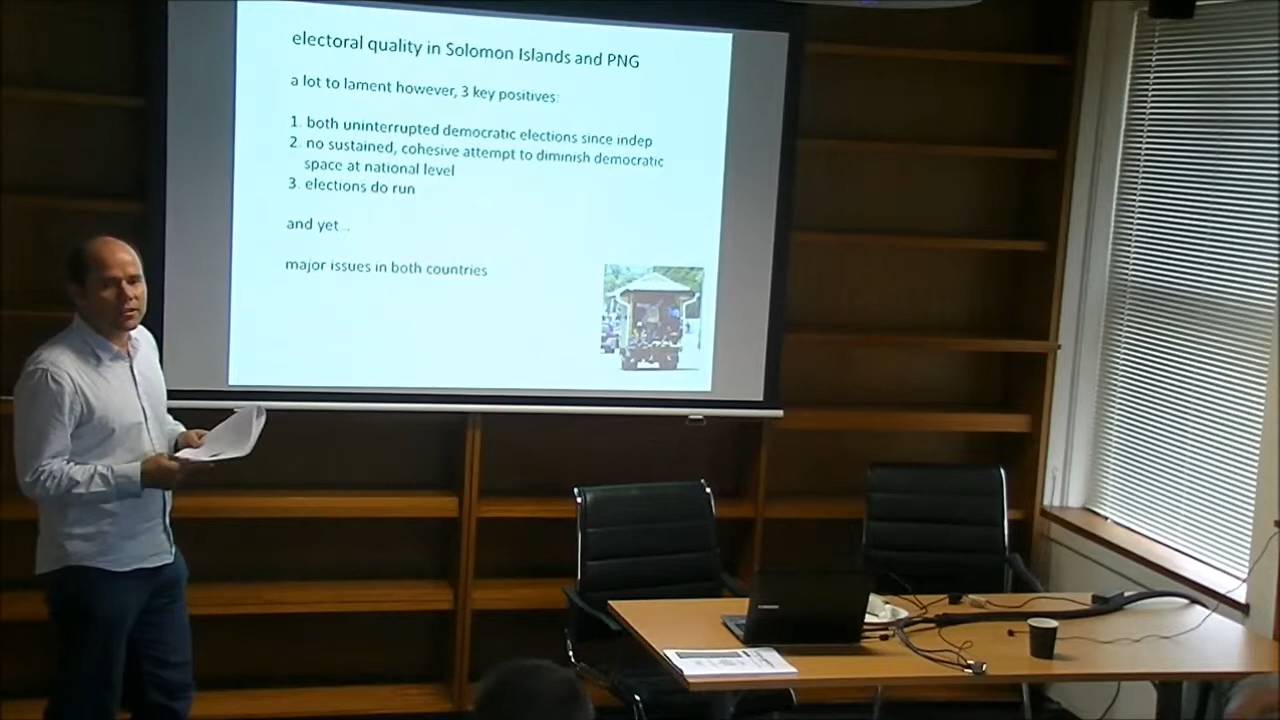 electoral quality in Solomon Islands and PNG
a lot to lament however, 3 key positives:
1. both uninterrupted democratic elections since indep
2. no sustained, cohesive attempt to diminish democratic
space at national level
3. elections do run
and yet...
major issues in both countries
SAMSUNG